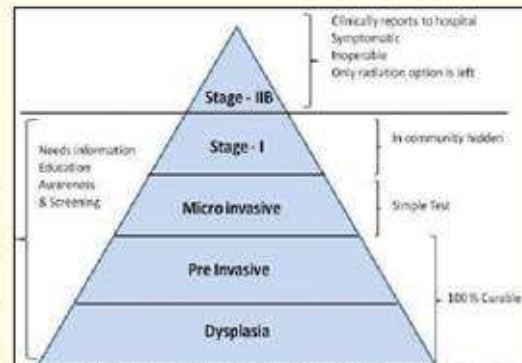 Clinically reports to hospital
Symptomatic
Inoperable
Only radiation option is left
Stage - IIB
Needs information
Education
Awareness
& Screening
Stage - I
In community hidden
Micro invasive
Simple Test
Pre Invasive
100 % Curable
Dysplasia